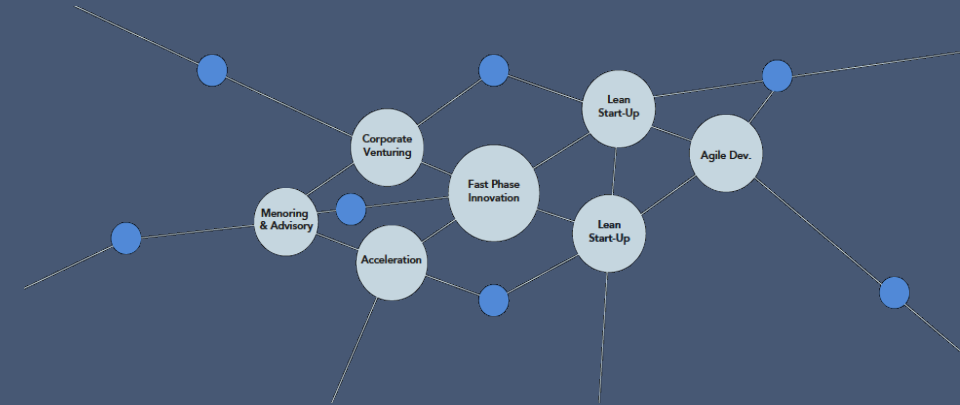 Lean
Start-Up
Corporate
Venturing
Agile Dev.
Fast Phase
Innovation
Menoring
& Advisory
Lean
Start-Up
Acceleration